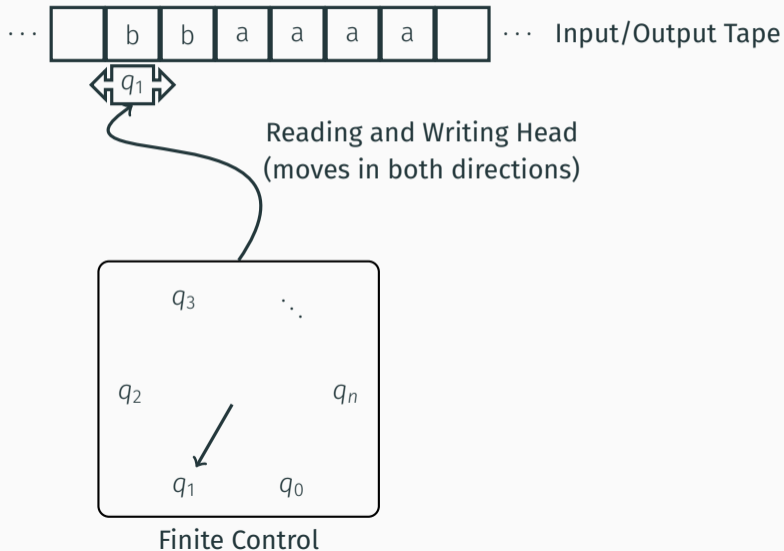 ··· b b a a a a ··· Input/Output Tape
q₁
Reading and Writing Head
(moves in both directions)
q₃ ⋱
q₂ qₙ
q₁ q₀
Finite Control